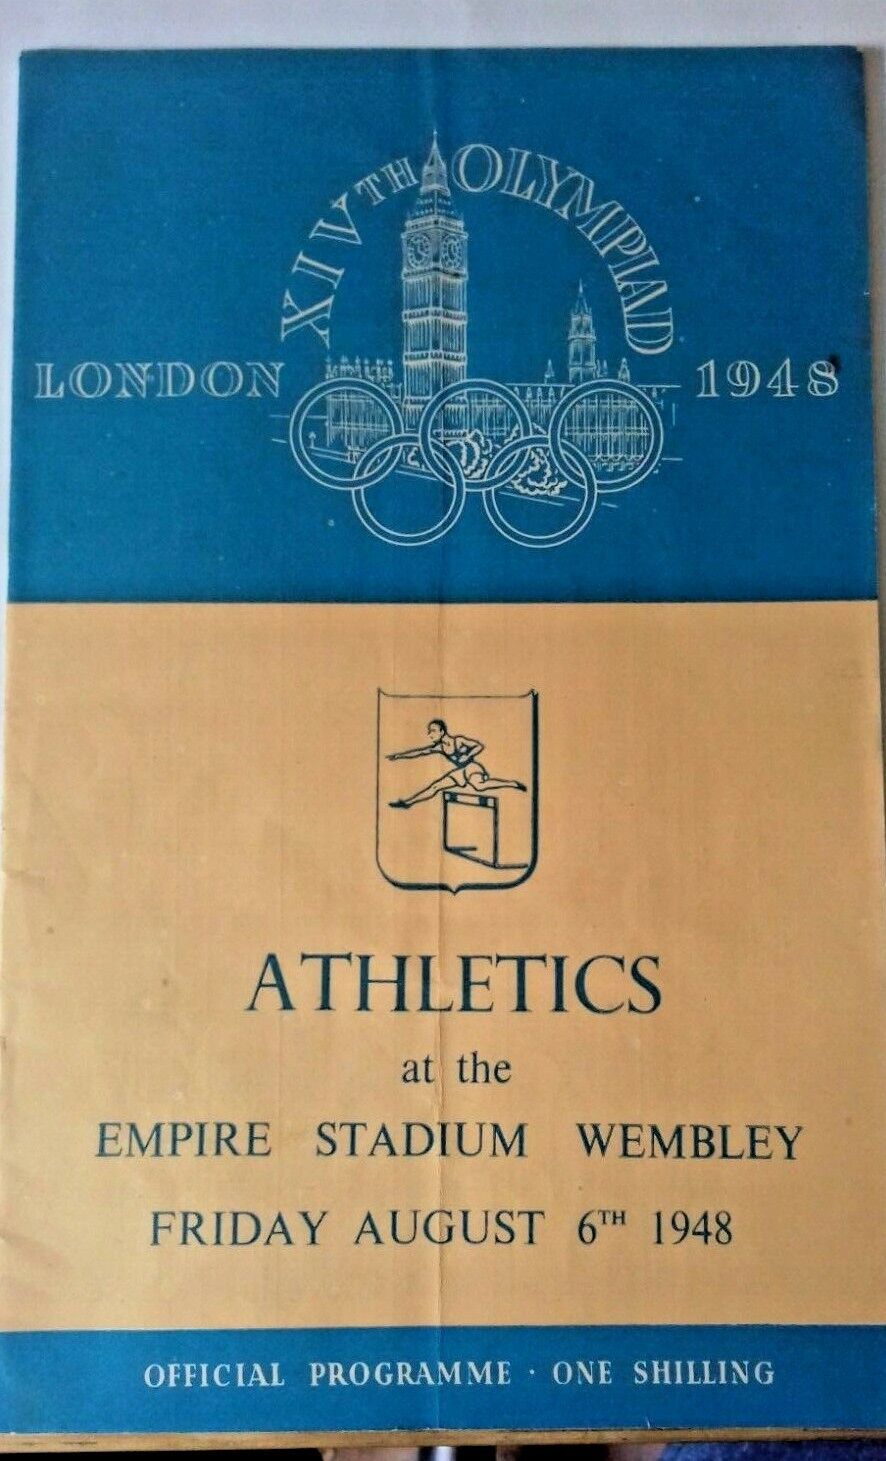 XIVTH OLYMPIAD
LONDON 1948
ATHLETICS
at the
EMPIRE STADIUM WEMBLEY
FRIDAY AUGUST 6TH 1948
OFFICIAL PROGRAMME · ONE SHILLING